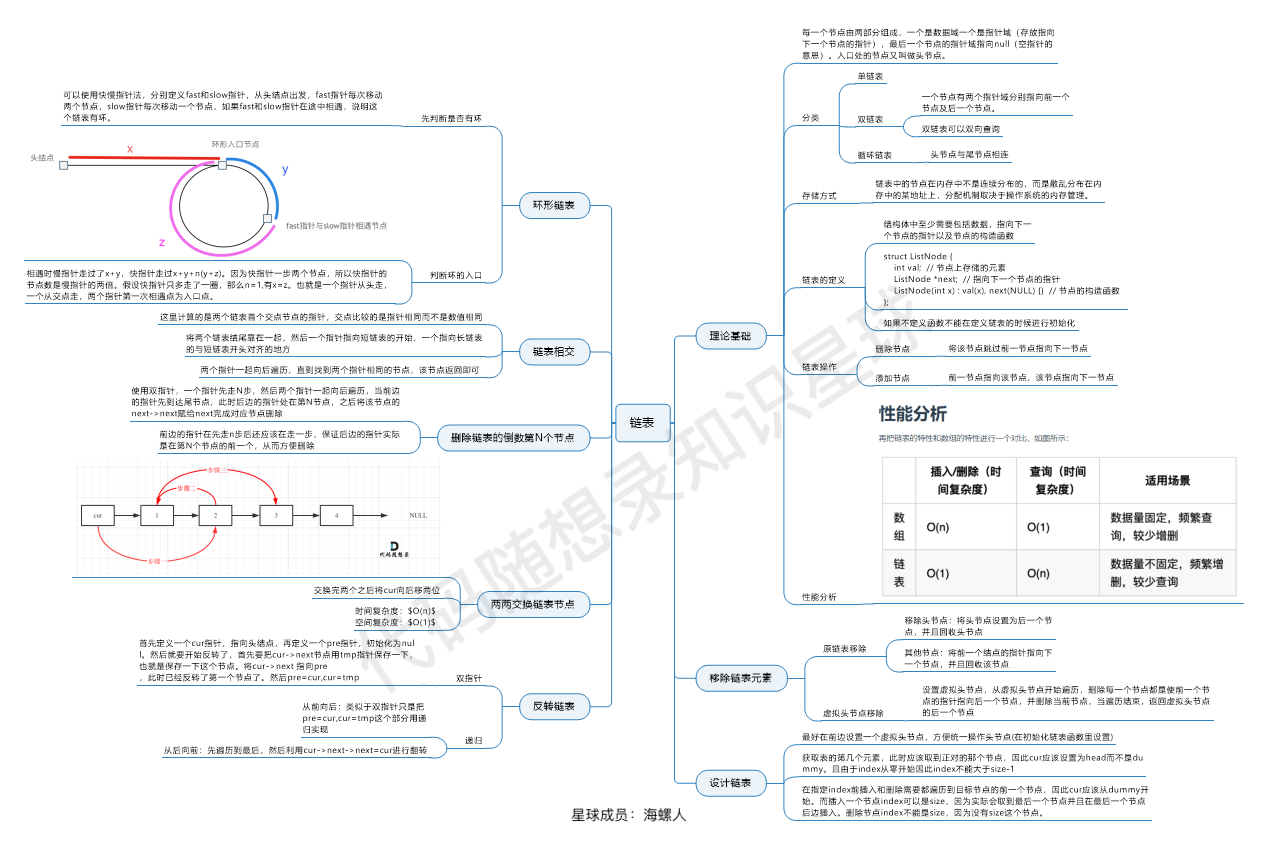 链表
理论基础
每一个节点由两部分组成，一个是数据域一个是指针域（存放指向
下一个节点的指针），最后一个节点的指针域指向null（空指针的
意思）。入口处的节点又叫做头节点。
分类
单链表
双链表
一个节点有两个指针域分别指向前一个
节点及后一个节点。
双链表可以双向查询
循环链表
头节点与尾节点相连
存储方式
链表中的节点在内存中不是连续分布的，而是散乱分布在内
存中的某地址上，分配机制取决于操作系统的内存管理。
链表的定义
结构体中至少需要包括数据，指向下一
个节点的指针以及节点的构造函数
struct ListNode {
int val; // 节点上存储的元素
ListNode *next; // 指向下一个节点的指针
ListNode(int x) : val(x), next(NULL) {} // 节点的构造函数
};
如果不定义函数不能在定义链表的时候进行初始化
链表操作
删除节点
将该节点跳过前一节点指向下一节点
添加节点
前一节点指向该节点，该节点指向下一节点
性能分析
性能分析
再把链表的特性和数组的特性进行一个对比，如图所示：
插入/删除（时
间复杂度）
查询（时间
复杂度）
适用场景
数
组
O(n)
O(1)
数据量固定，频繁查
询，较少增删
链
表
O(1)
O(n)
数据量不固定，频繁增
删，较少查询
移除链表元素
原链表移除
移除头节点：将头节点设置为后一个节
点，并且回收头节点
其他节点：将前一个结点的指针指向下
一个节点，并且回收该节点
虚拟头节点移除
设置虚拟头节点，从虚拟头节点开始遍历，删除每一个节点都是使前一个节
点的指针指向后一个节点，并删除当前节点，当遍历结束，返回虚拟头节点
的后一个节点
设计链表
最好在前边设置一个虚拟头节点，方便统一操作头节点(在初始化链表函数里设置)
获取表的第几个元素，此时应该取到正对的那个节点，因此cur应该设置为head而不是du
mmy。且由于index从零开始因此index不能大于size-1
在指定index前插入和删除需要都遍历到目标节点的前一个节点，因此cur应该从dummy开
始。而插入一个节点index可以是size，因为实际会取到最后一个节点并且在最后一个节点
后边插入。删除节点index不能是size，因为没有size这个节点。
环形链表
先判断是否有环
可以使用快慢指针法，分别定义fast和slow指针，从头结点出发，fast指针每次移动
两个节点，slow指针每次移动一个节点，如果fast和slow指针在途中相遇，说明这
个链表有环。
头结点
x
环形入口节点
y
fast指针与slow指针相遇节点
z
判断环的入口
相遇时慢指针走过了x+y，快指针走过x+y+n(y+z)。因为快指针一步两个节点，所以快指针的
节点数是慢指针的两倍。假设快指针只多走了一圈，那么n=1,有x=z。也就是一个指针从头走，
一个从交点走，两个指针第一次相遇点为入口点。
链表相交
这里计算的是两个链表首个交点节点的指针，交点比较的是指针相同而不是数值相同
将两个链表结尾靠在一起，然后一个指针指向短链表的开始，一个指向长链表
的与短链表开头对齐的地方
两个指针一起向后遍历，直到找到两个指针相同的节点，该节点返回即可
删除链表的倒数第N个节点
使用双指针，一个指针先走N步，然后两个指针一起向后遍历，当前边
的指针先到达尾节点，此时后边的指针处在第N节点，之后将该节点的
next->next赋给next完成对应节点删除
前边的指针在先走n步后还应该在走一步，保证后边的指针实际
是在第N个节点的前一个，从而方便删除
步骤三
步骤二
cur
1
2
3
4
NULL
步骤一
代码随想录
两两交换链表节点
交换完两个之后将cur向后移两位
时间复杂度：$O(n)$
空间复杂度：$O(1)$
反转链表
双指针
首先定义一个cur指针，指向头结点，再定义一个pre指针，初始化为nul
l。然后就要开始反转了，首先要把cur->next节点用tmp指针保存一下，
也就是保存一下这个节点。将cur->next 指向pre
，此时已经反转了第一个节点了。然后pre=cur,cur=tmp
递归
从前向后：类似于双指针只是把
pre=cur,cur=tmp这个部分用递
归实现
从后向前：先遍历到最后，然后利用cur->next->next=cur进行翻转
代码随想录知识星球
星球成员：海螺人